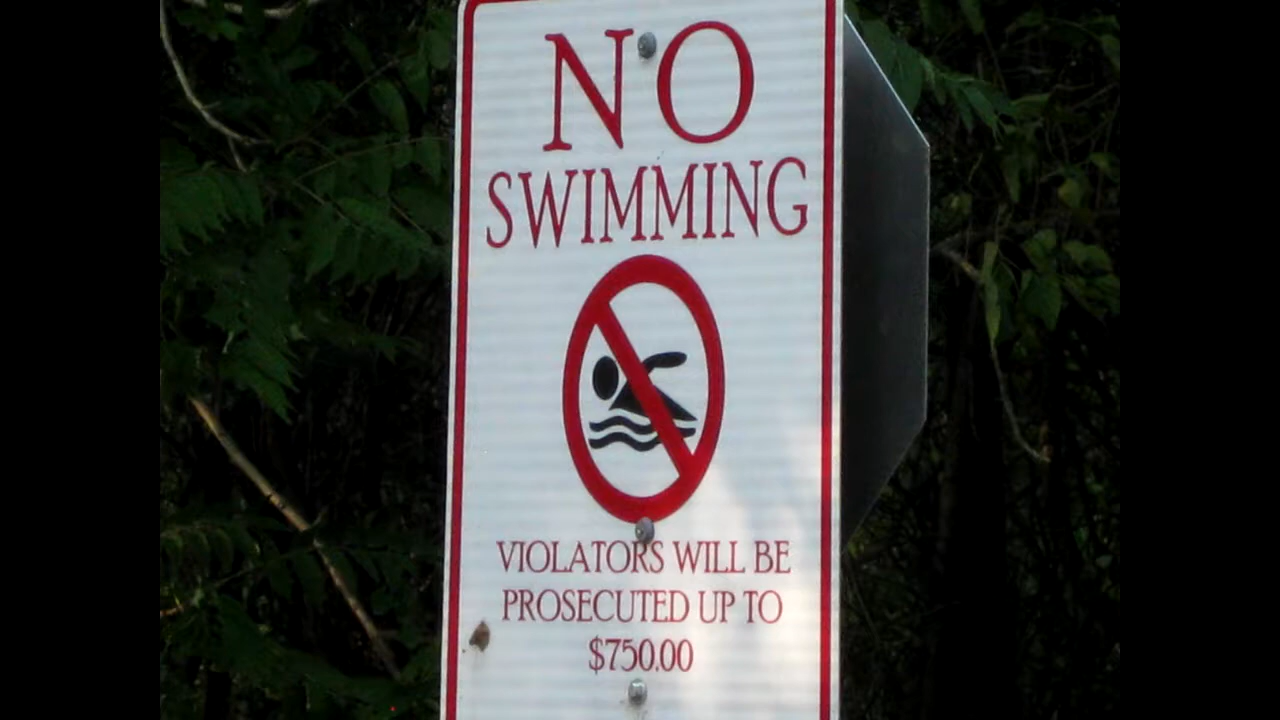 NO
SWIMMING
VIOLATORS WILL BE
PROSECUTED UP TO
$750.00